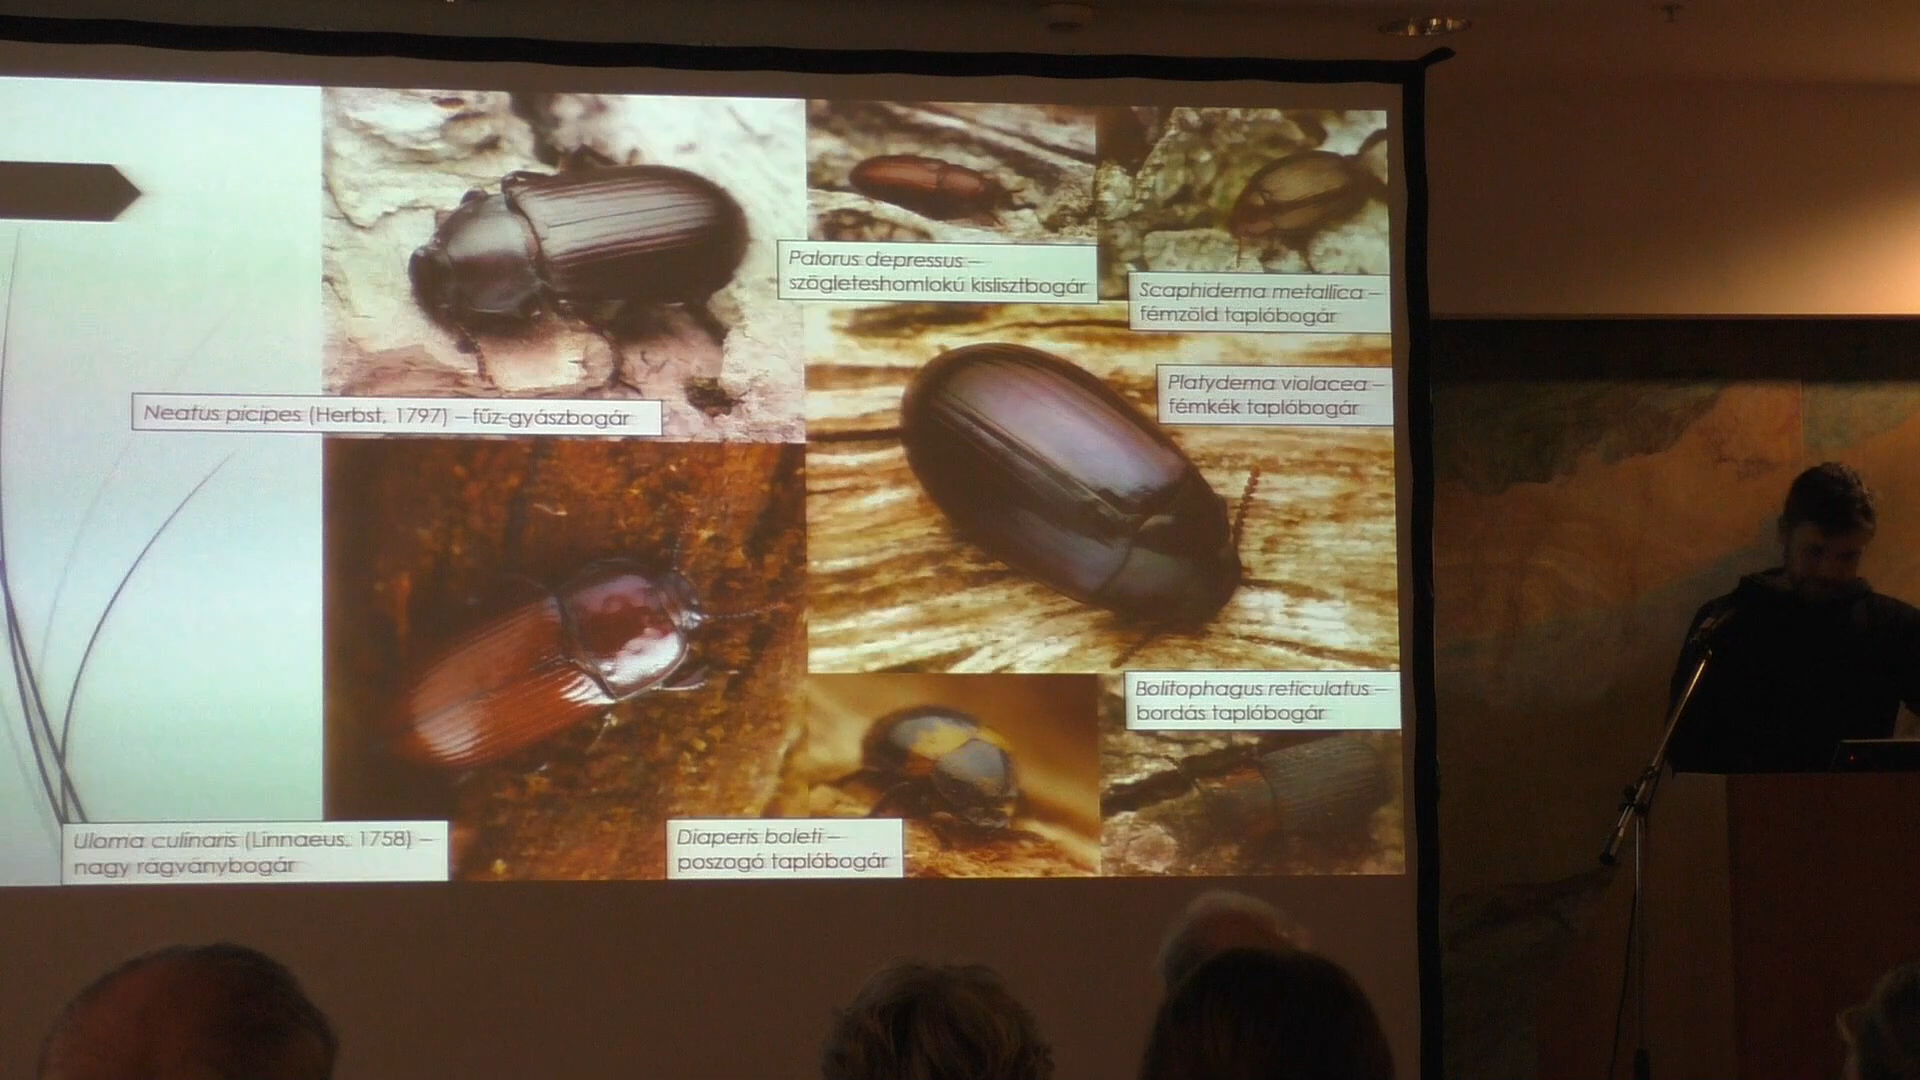 Palorus depressus –
szögleteshomlokú kislisztbogár
Scaphidema metallica –
fémzöld taplóbogár
Platydema violacea –
fémkék taplóbogár
Neatus picipes (Herbst, 1797) – fűz-gyászbogár
Bolitophagus reticulatus –
bordás taplóbogár
Uloma culinaris (Linnaeus, 1758) –
nagy rágványbogár
Diaperis boleti –
poszogó taplóbogár